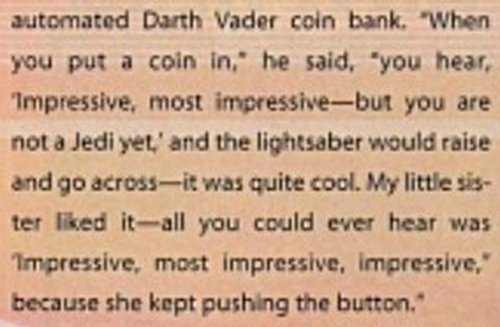 automated Darth Vader coin bank. "When
you put a coin in," he said, "you hear,
'Impressive, most impressive—but you are
not a Jedi yet,' and the lightsaber would raise
and go across—it was quite cool. My little sis-
ter liked it—all you could ever hear was
'Impressive, most impressive, impressive,"
because she kept pushing the button."